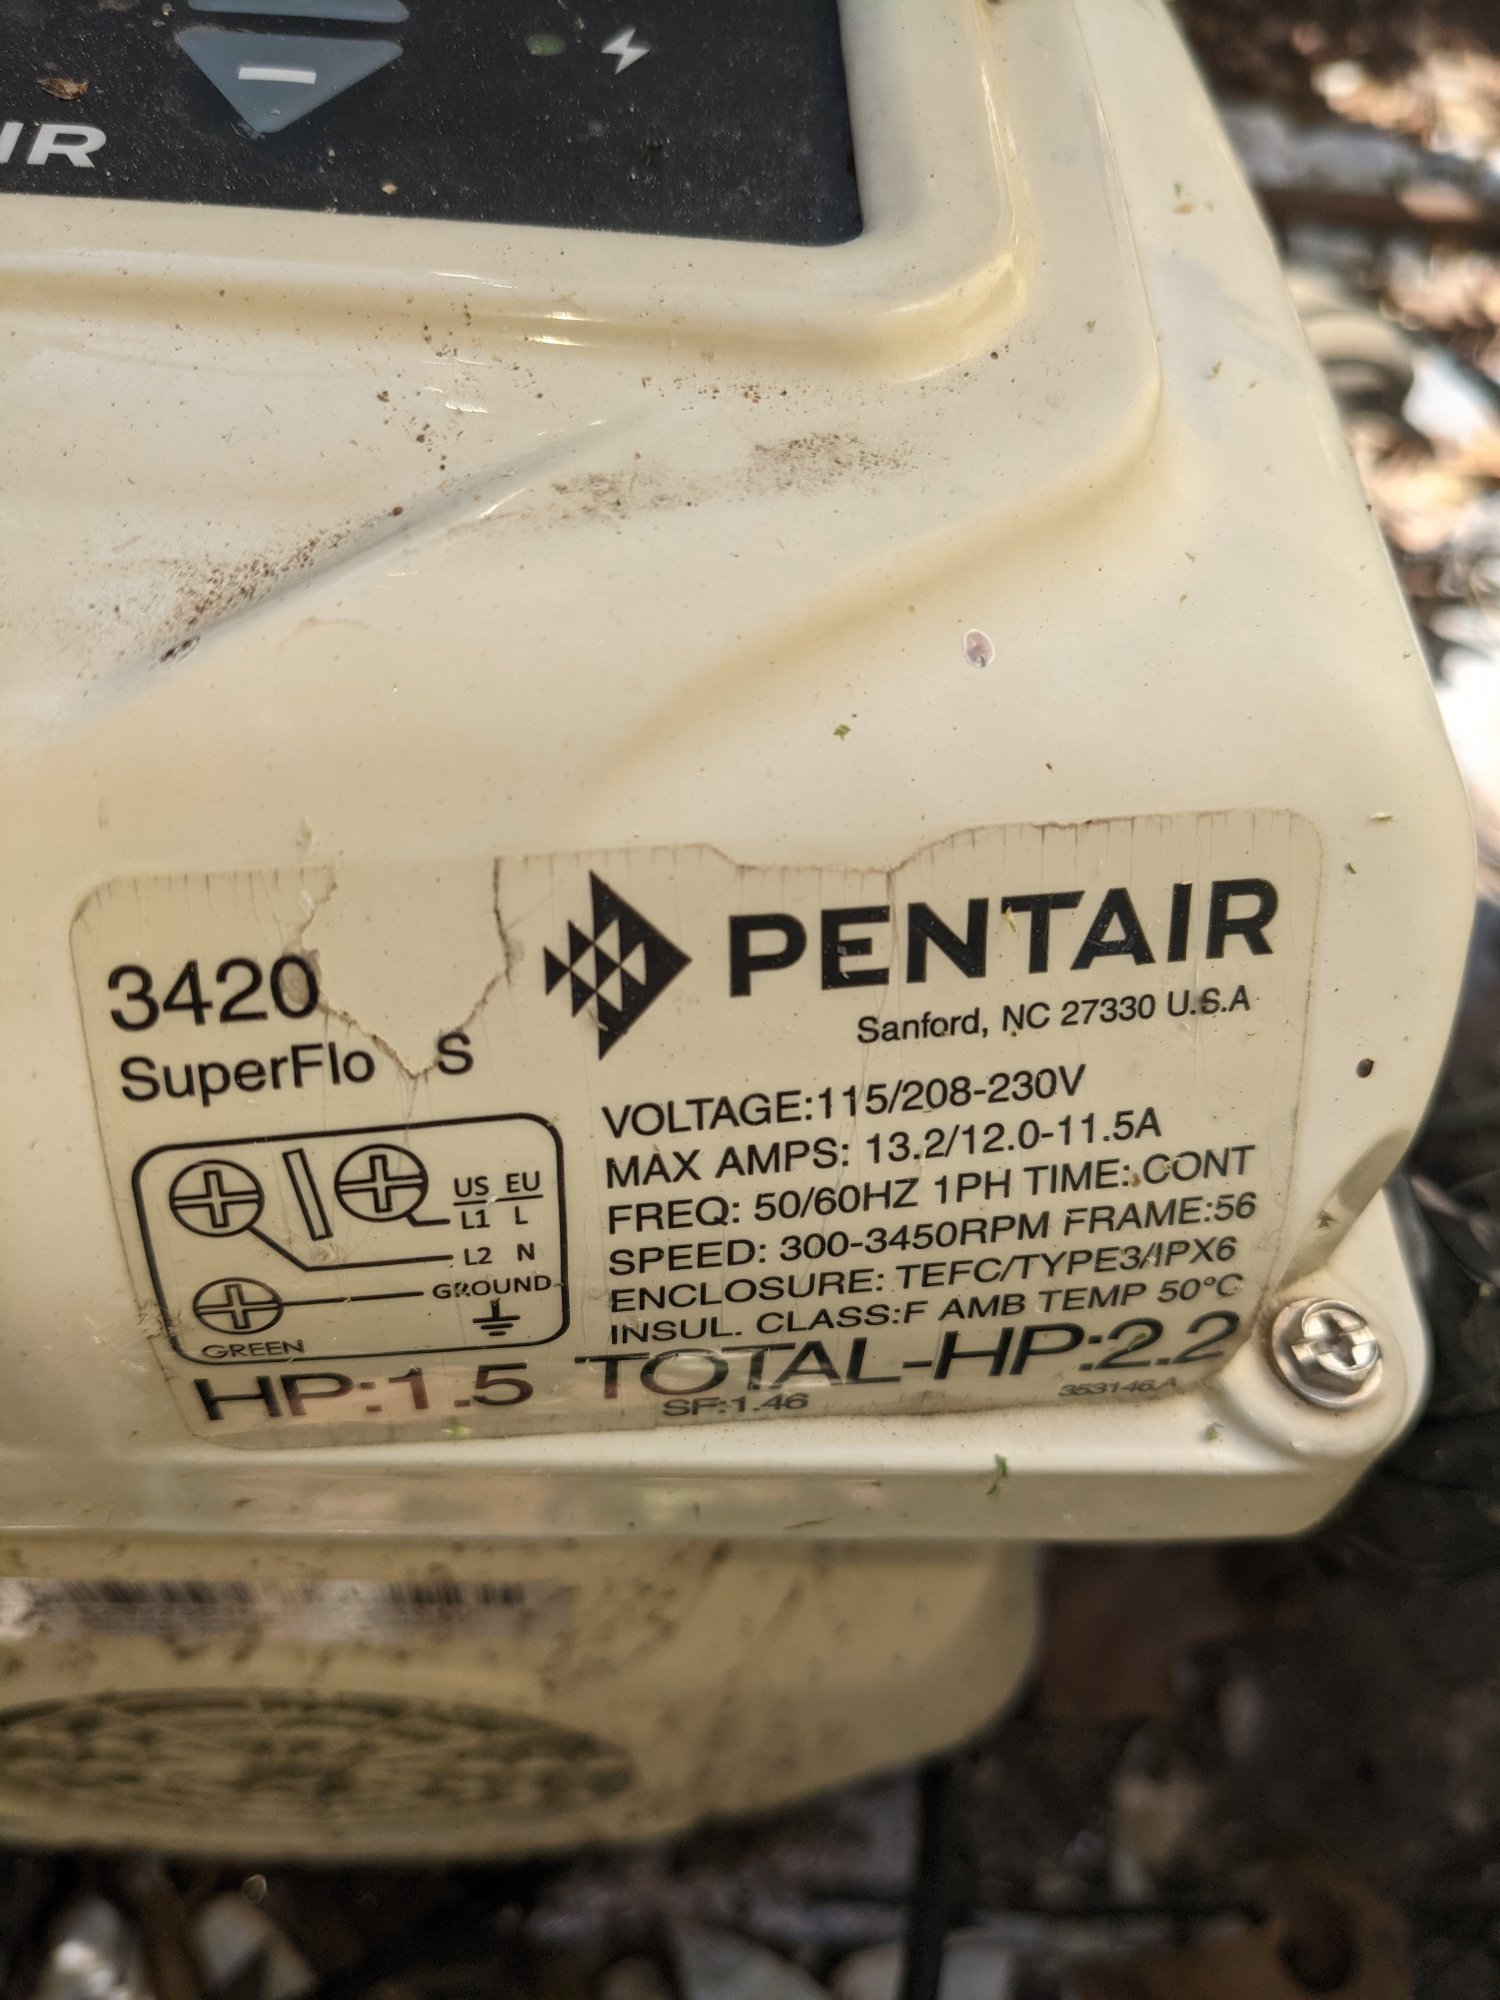 IR
3420
SuperFlo S
PENTAIR
Sanford, NC 27330 U.S.A
VOLTAGE:115/208-230V
MAX AMPS: 13.2/12.0-11.5A
FREQ: 50/60HZ 1PH TIME: CONT
SPEED: 300-3450RPM FRAME:56
ENCLOSURE: TEFC/TYPE3/IPX6
INSUL. CLASS:F AMB TEMP 50°C
US EU
L1 L
L2 N
GROUND
GREEN
HP:1.5 TOTAL-HP:2.2
SF:1.46
353146.A